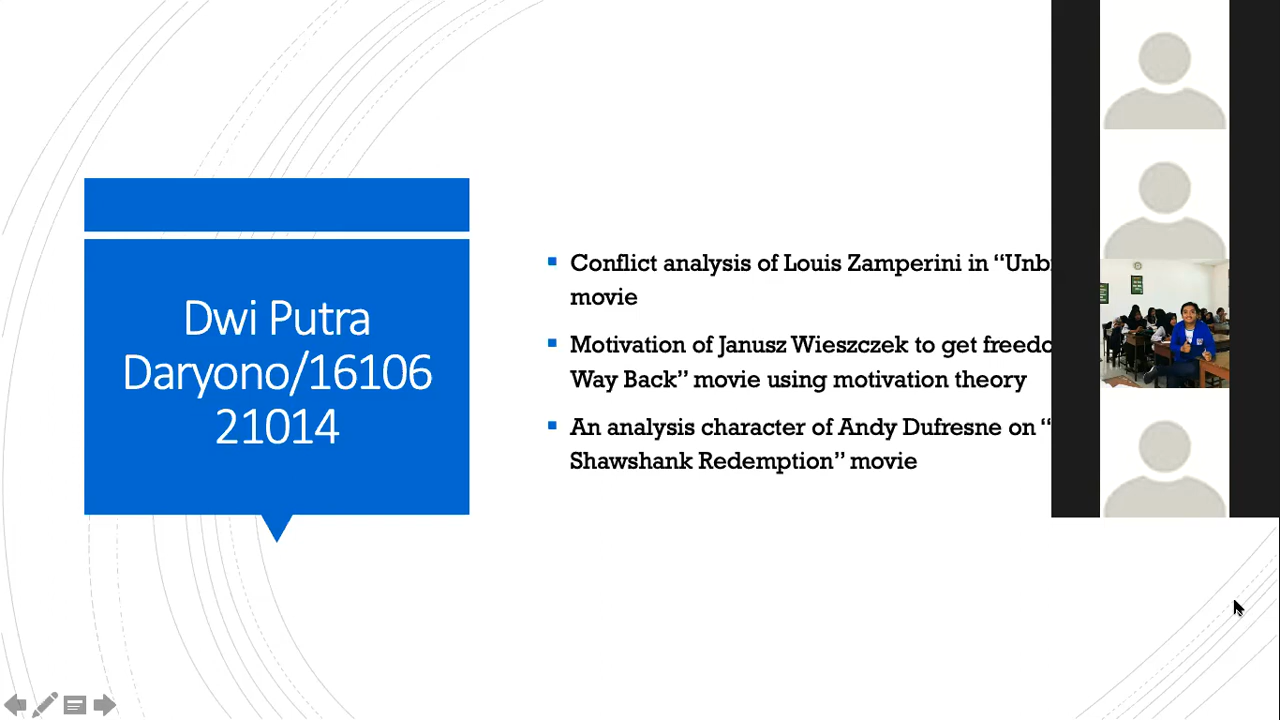 Dwi Putra
Daryono/16106
21014
Conflict analysis of Louis Zamperini in “Unb
movie
Motivation of Janusz Wieszczek to get freedo
Way Back” movie using motivation theory
An analysis character of Andy Dufresne on “
Shawshank Redemption” movie